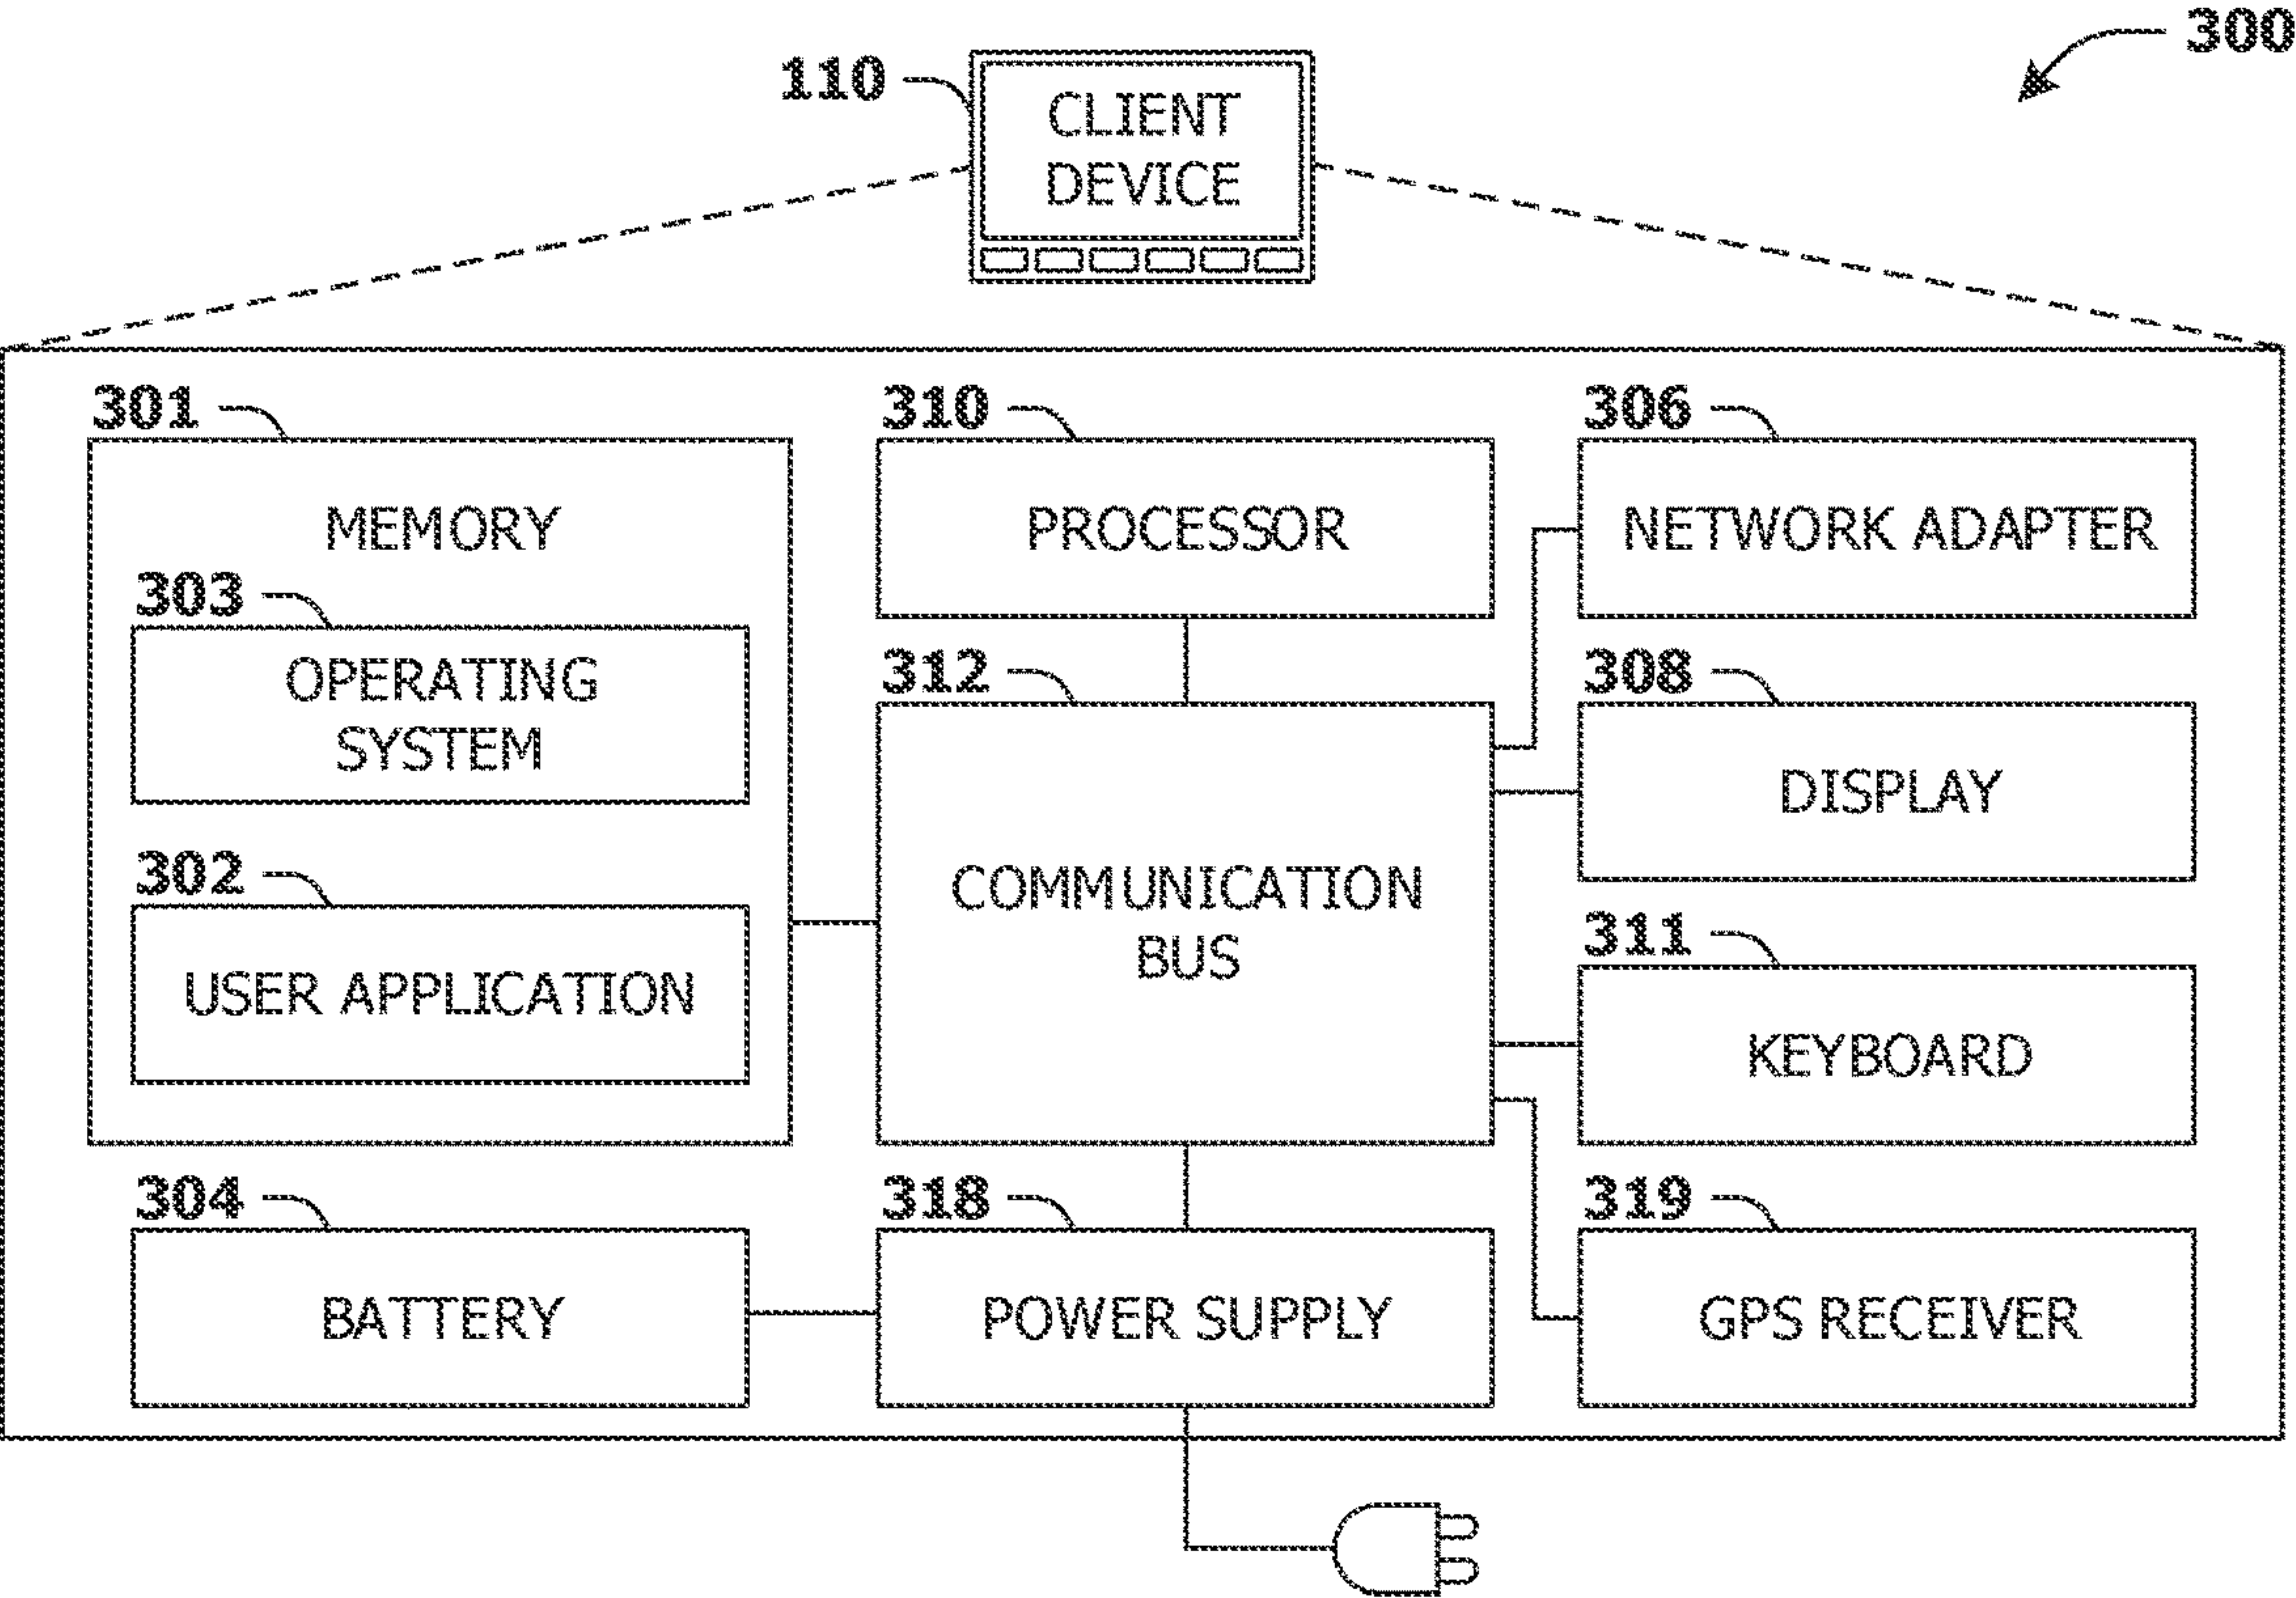 300
110
CLIENT
DEVICE
301
MEMORY
303
OPERATING
SYSTEM
302
USER APPLICATION
304
BATTERY
310
PROCESSOR
312
COMMUNICATION
BUS
318
POWER SUPPLY
306
NETWORK ADAPTER
308
DISPLAY
311
KEYBOARD
319
GPS RECEIVER